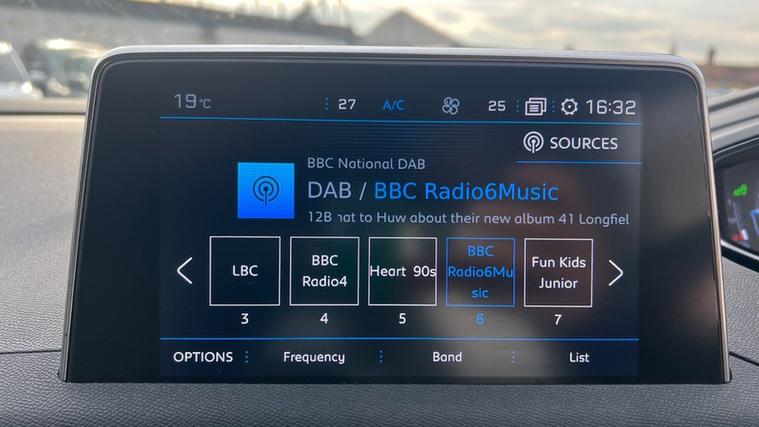 19°C 27 A/C 25 16:32
SOURCES
BBC National DAB
DAB / BBC Radio6Music
12B hat to Huw about their new album 41 Longfiel
LBC
BBC
Radio4
Heart 90s
BBC
Radio6Mu
sic
Fun Kids
Junior
3 4 5 6 7
OPTIONS Frequency Band List